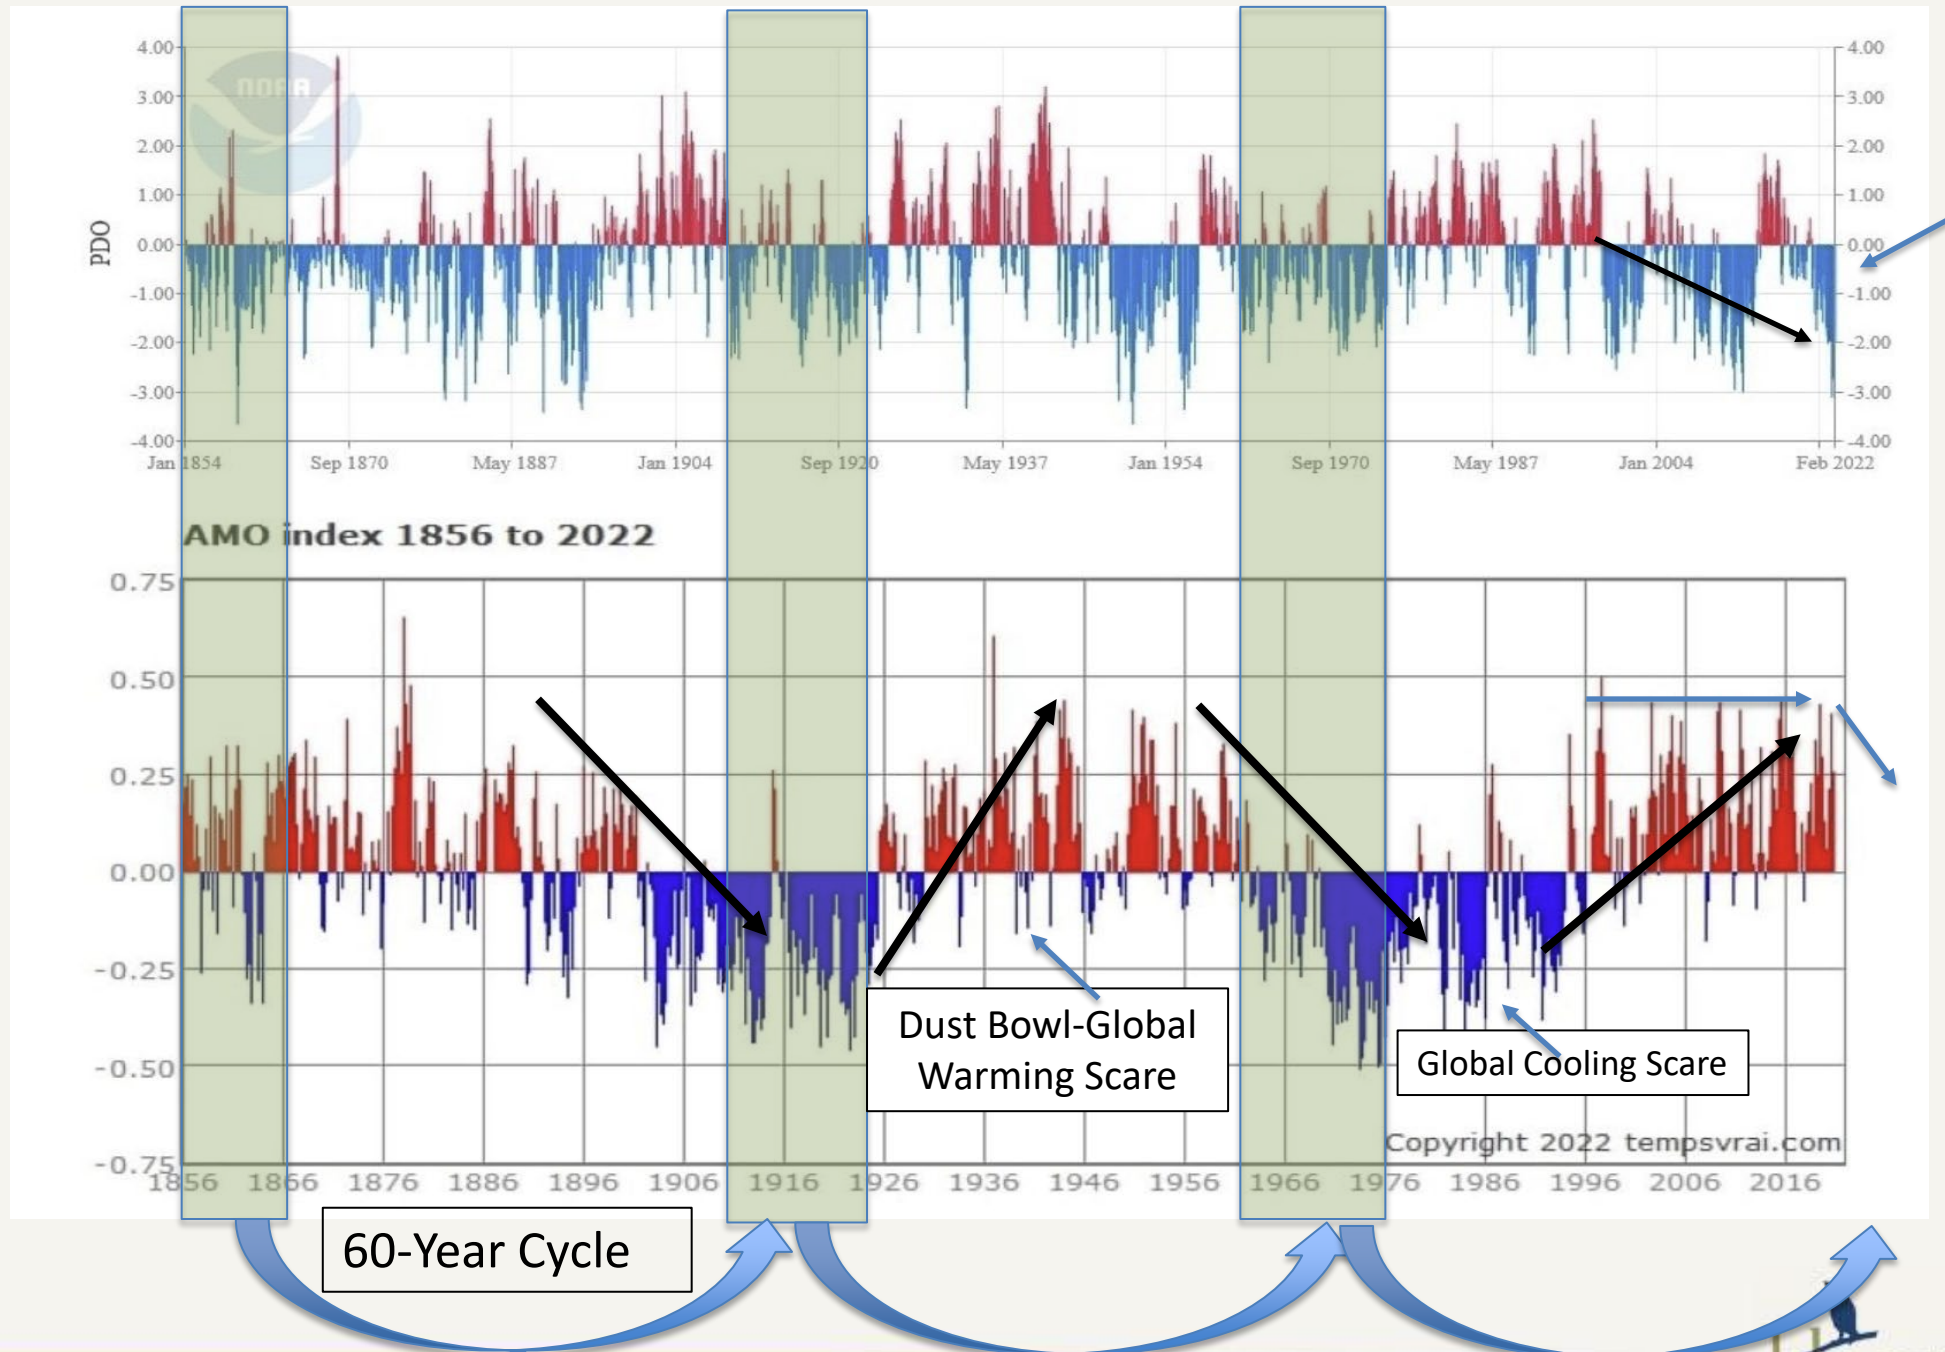 4.00
4.00
NOAA
3.00
3.00
2.00
2.00
1.00
1.00
PDO
0.00
0.00
-1.00
-1.00
-2.00
-2.00
-3.00
-3.00
-4.00
-4.00
Jan 1854
Sep 1870
May 1887
Jan 1904
Sep 1920
May 1937
Jan 1954
Sep 1970
May 1987
Jan 2004
Feb 2022
AMO index 1856 to 2022
0.75
0.50
0.25
0.00
-0.25
-0.50
-0.75
Dust Bowl-Global
Warming Scare
Global Cooling Scare
Copyright 2022 tempsvrai.com
1856
1866
1876
1886
1896
1906
1916
1926
1936
1946
1956
1966
1976
1986
1996
2006
2016
60-Year Cycle